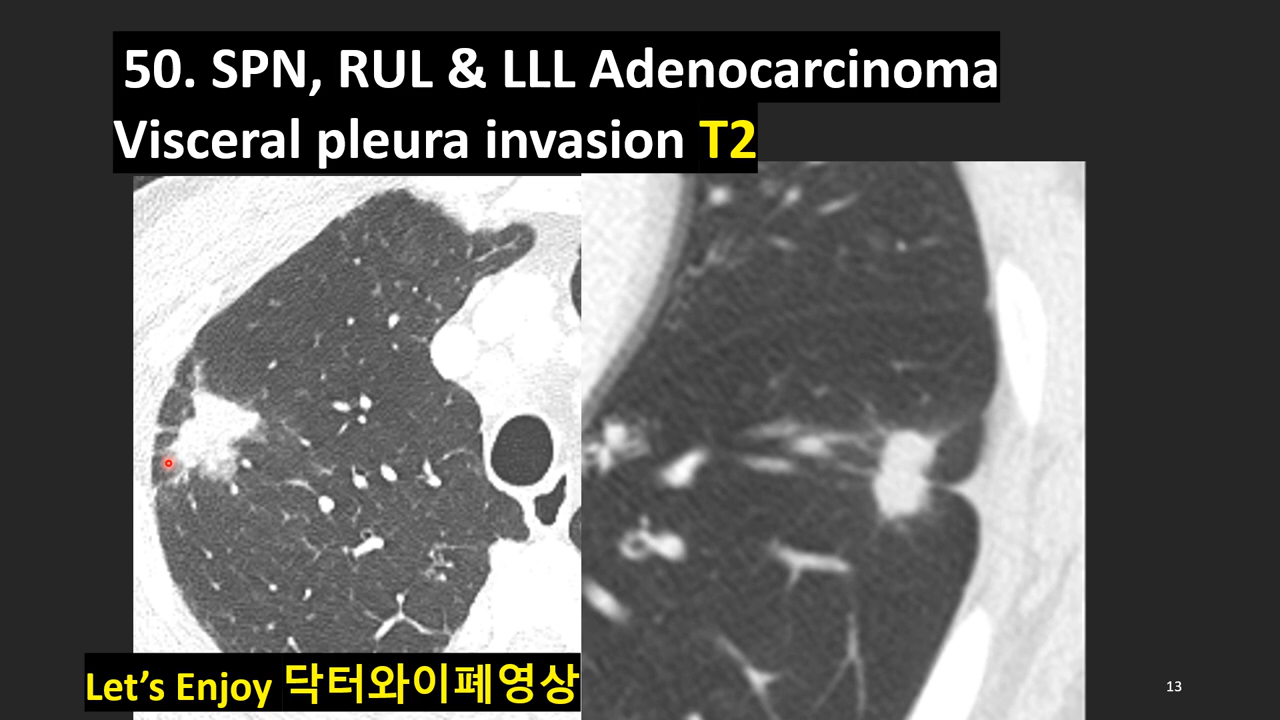 50. SPN, RUL & LLL Adenocarcinoma
Visceral pleura invasion T2
Let’s Enjoy 닥터와이폐영상
13